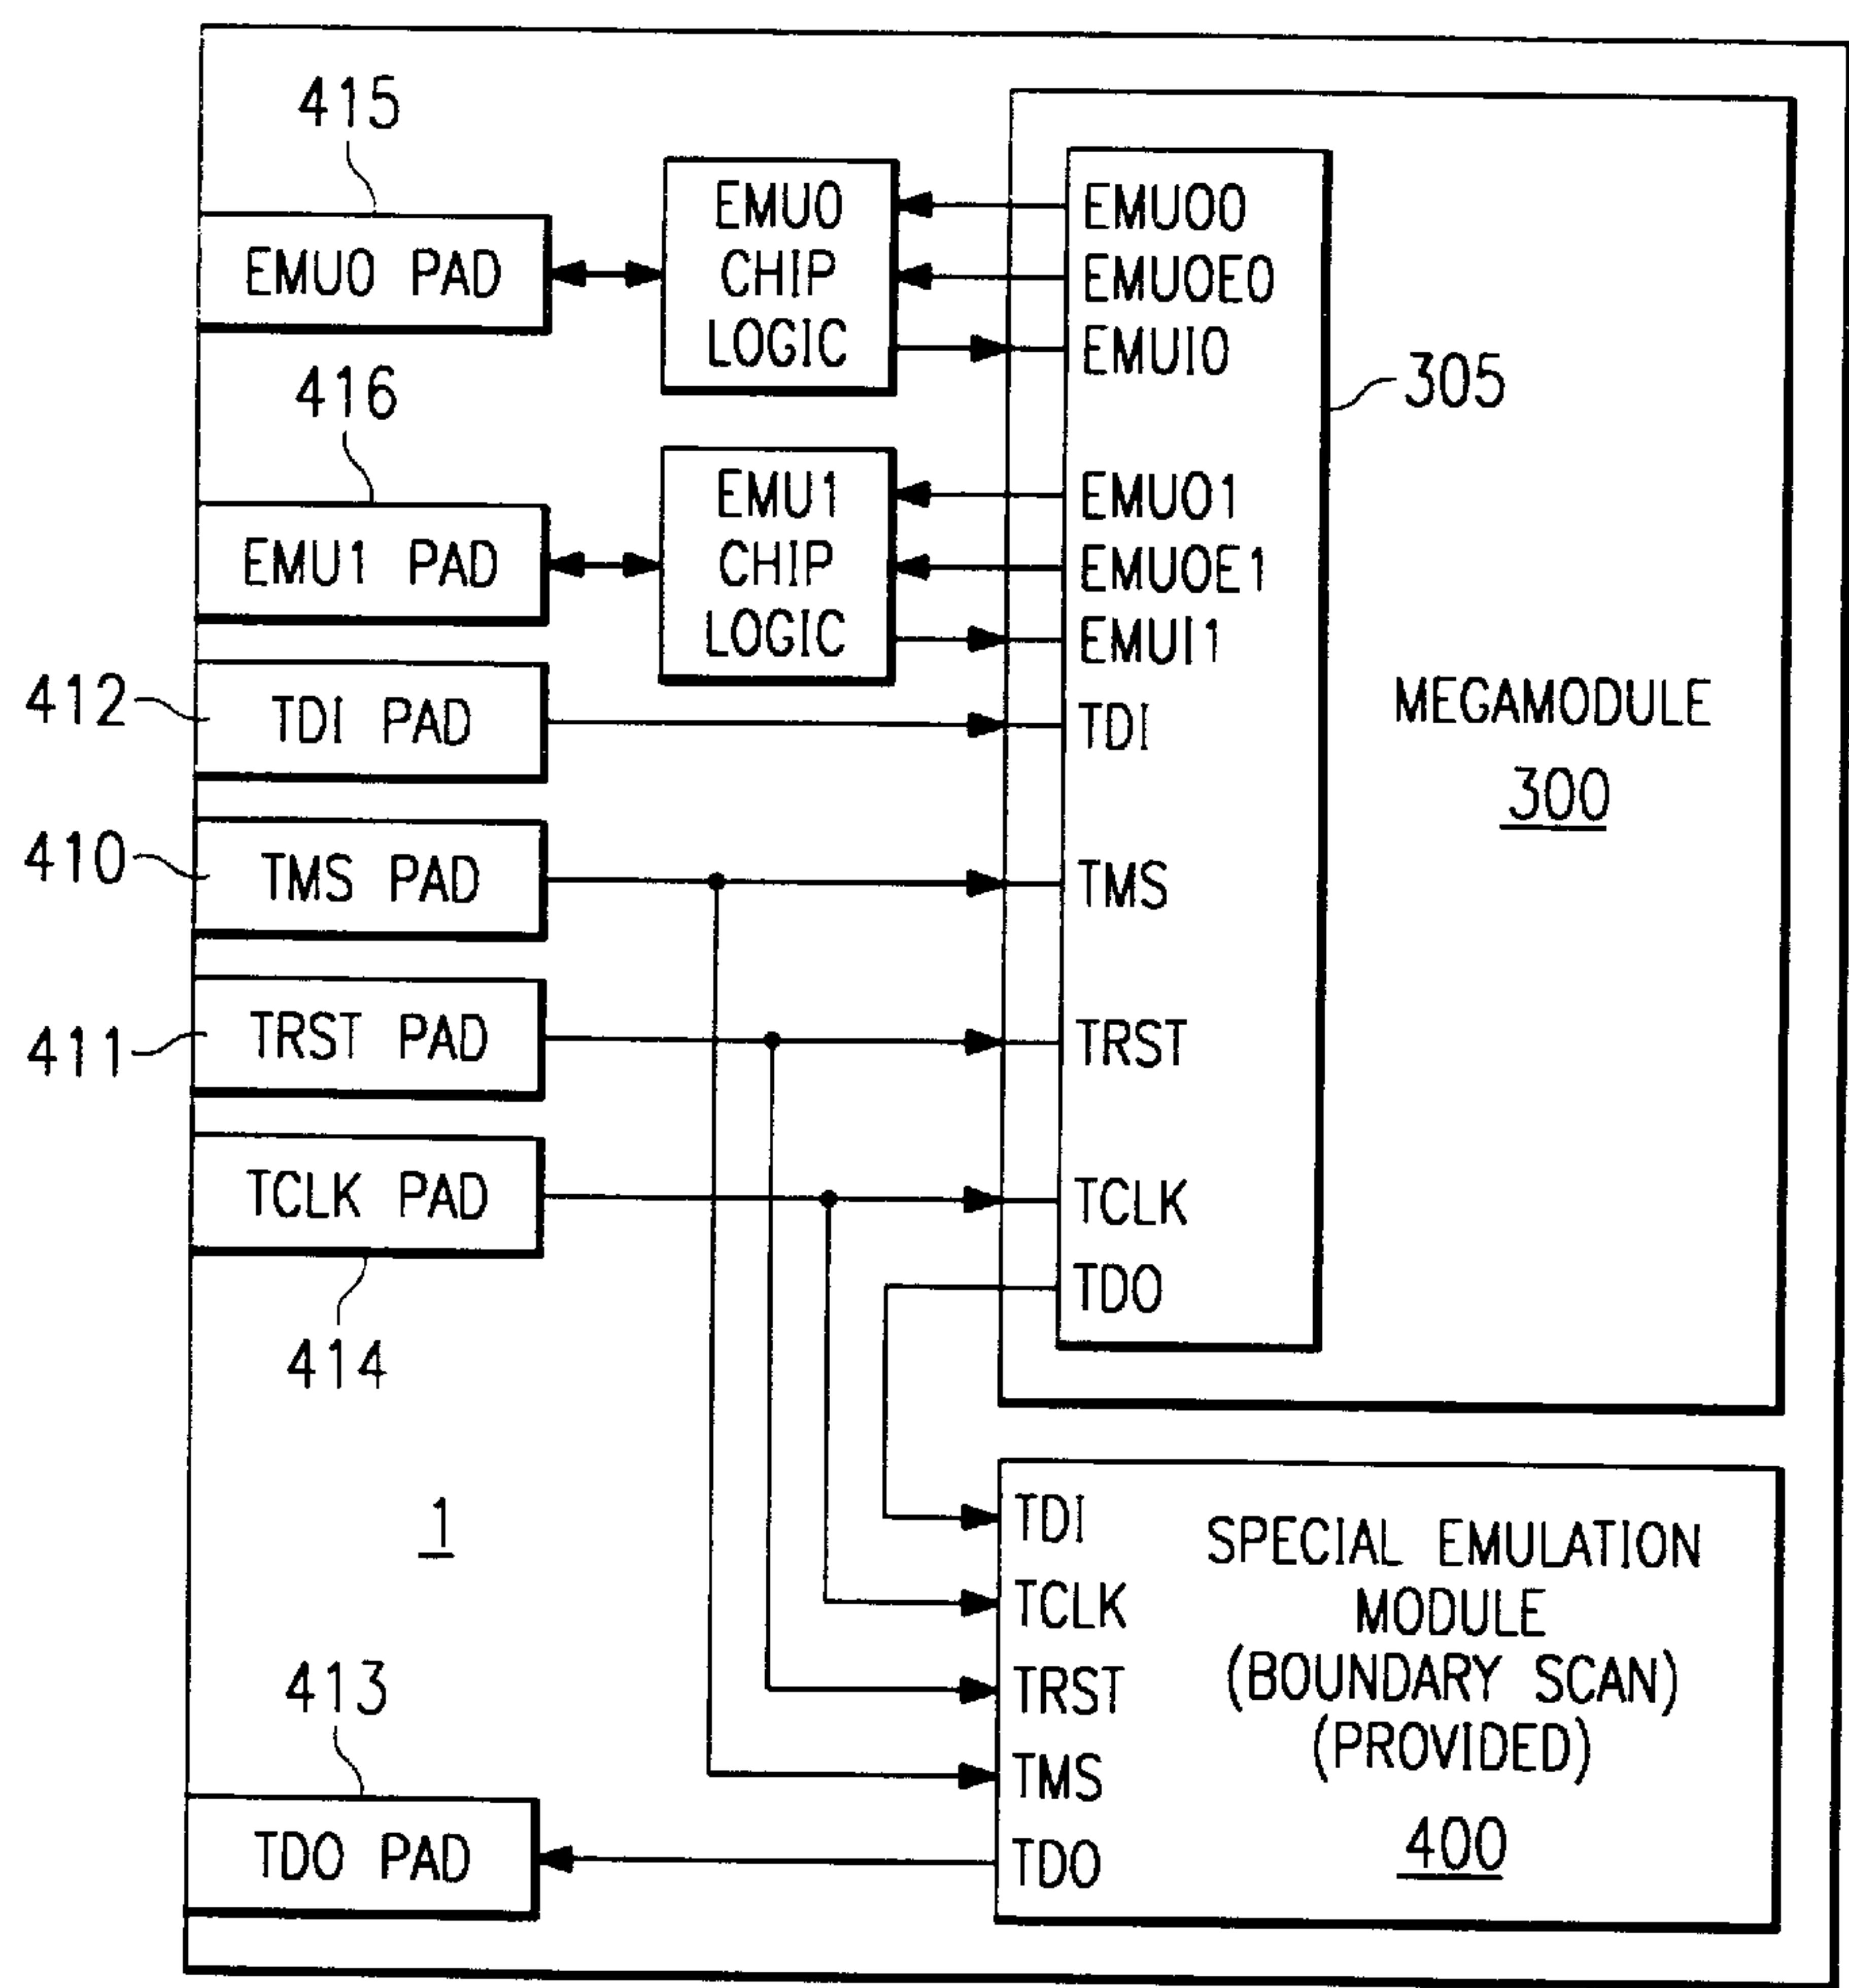 415
EMU0 PAD
EMU0
CHIP
LOGIC
EMUO0
EMUOE0
EMUI0
305
416
EMU1 PAD
EMU1
CHIP
LOGIC
EMUO1
EMUOE1
EMUI1
412
TDI PAD
TDI
MEGAMODULE
300
410
TMS PAD
TMS
411
TRST PAD
TRST
TCLK PAD
TCLK
TDO
414
1
TDI
TCLK
TRST
TMS
TDO
SPECIAL EMULATION
MODULE
(BOUNDARY SCAN)
(PROVIDED)
400
413
TDO PAD